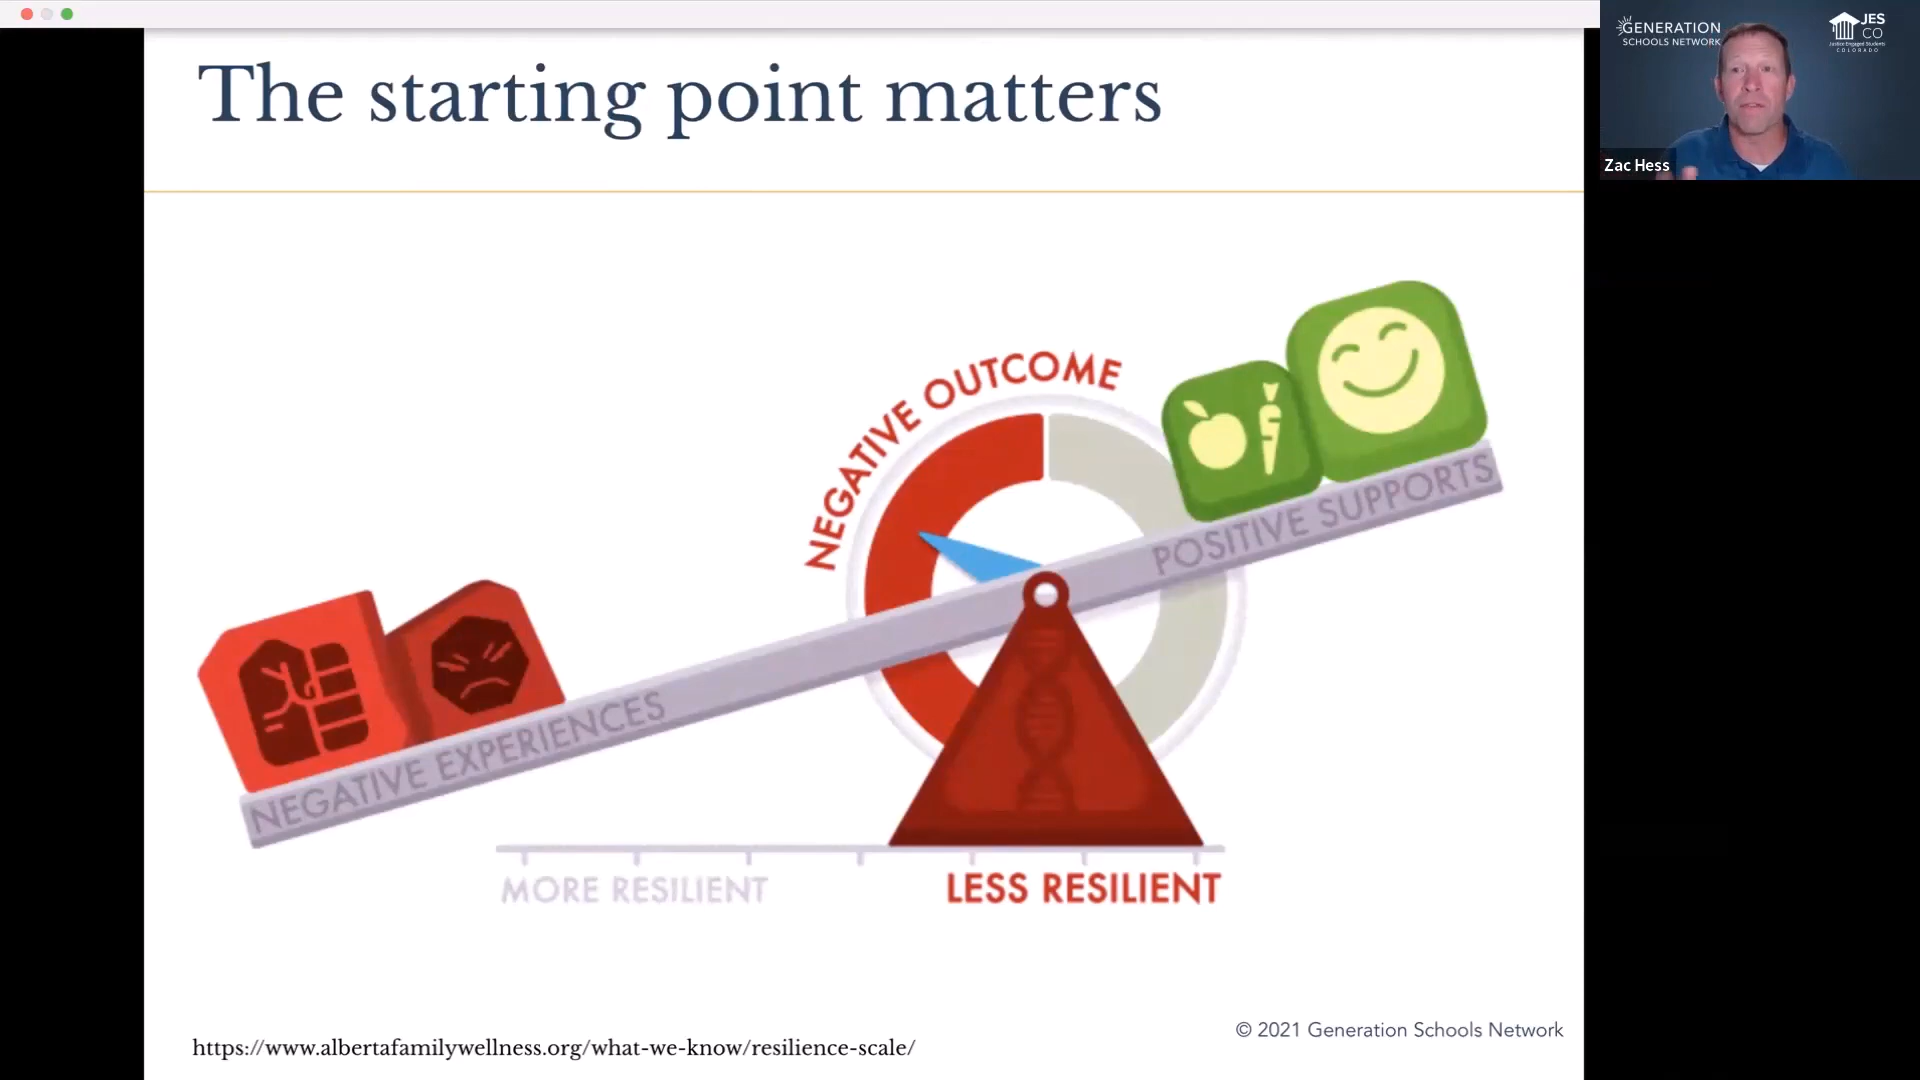 The starting point matters
GENERATION
SCHOOLS NETWORK
JES
CO
COLORADO
Zac Hess
NEGATIVE OUTCOME
POSITIVE SUPPORTS
NEGATIVE EXPERIENCES
MORE RESILIENT
LESS RESILIENT
© 2021 Generation Schools Network
https://www.albertafamilywellness.org/what-we-know/resilience-scale/